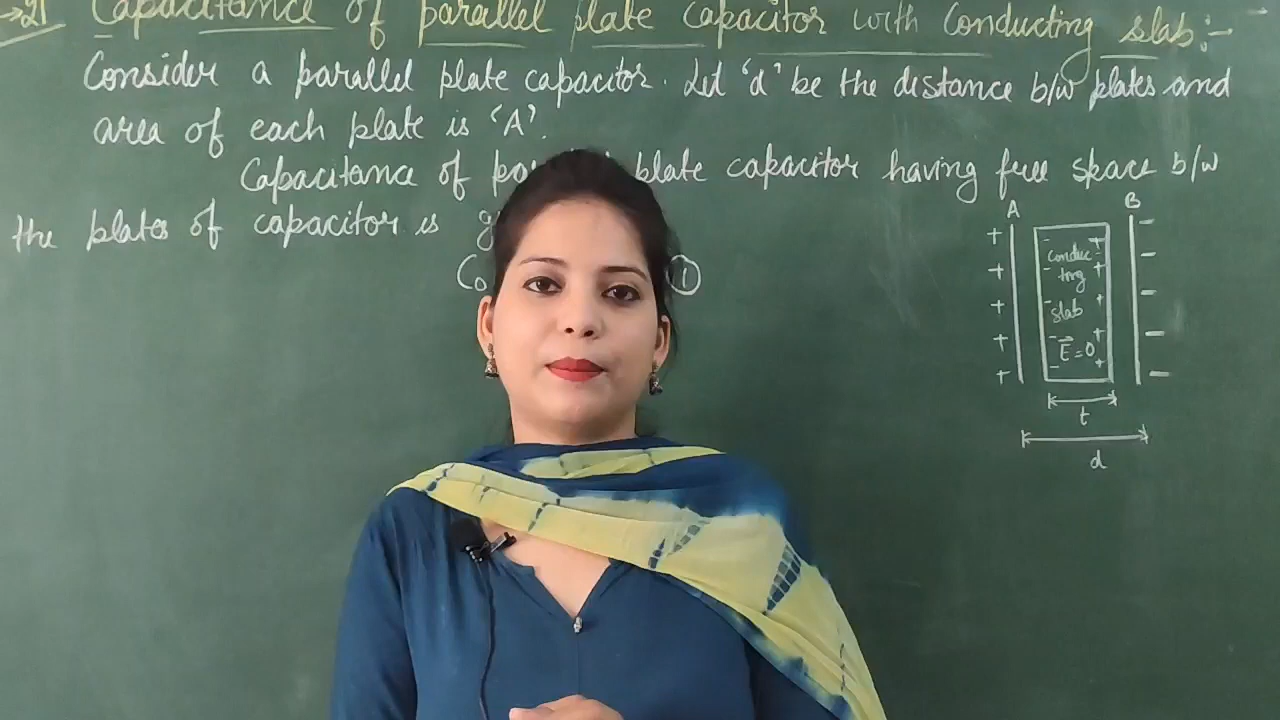 →21 Capacitance of parallel plate capacitor with conducting slab:-
Consider a parallel plate capacitor. Let 'd' be the distance b/w plates and
area of each plate is 'A'.
Capacitance of plate capacitor having free space b/w
the plates of capacitor is
Co
1
A
B
conduc-
ting
slab
E=0
t
d